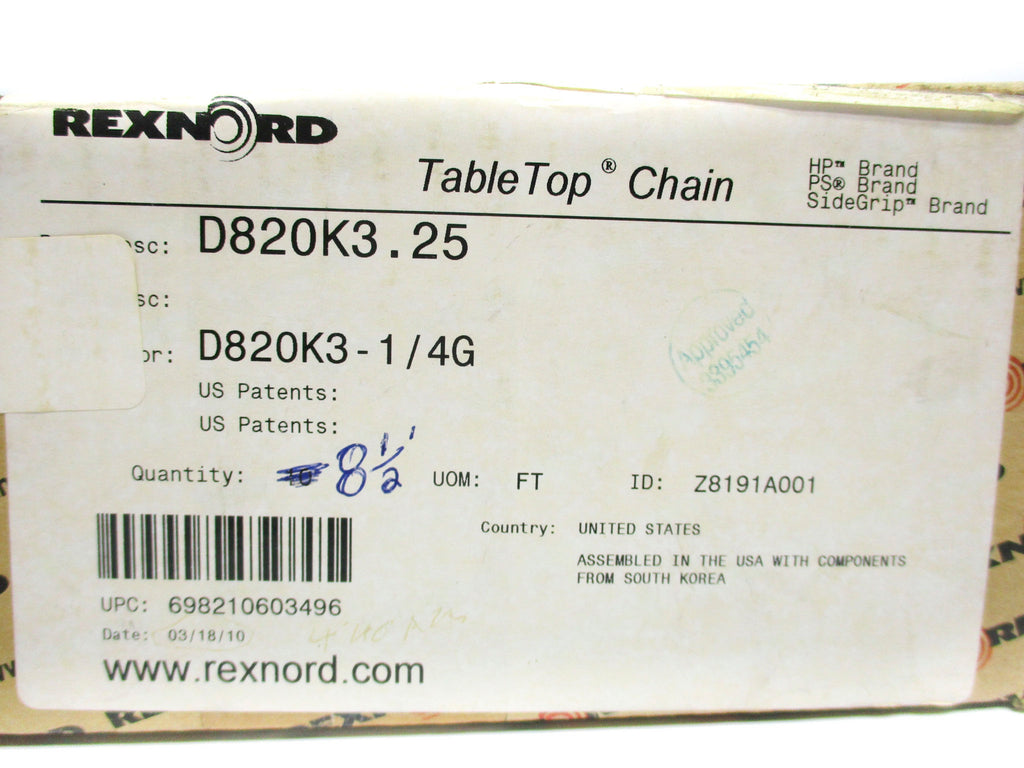 REXNORD
TableTop® Chain
HP™ Brand
PS® Brand
SideGrip™ Brand
sc: D820K3.25
sc:
or: D820K3-1/4G
US Patents:
US Patents:
Quantity: 8 1/2' UOM: FT ID: Z8191A001
Country: UNITED STATES
ASSEMBLED IN THE USA WITH COMPONENTS
FROM SOUTH KOREA
UPC: 698210603496
Date: 03/18/10
www.rexnord.com
Approved